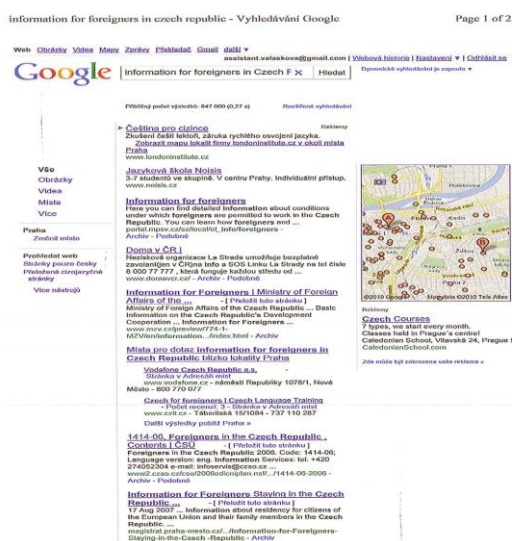 information for foreigners in czech republic - Vyhledávání Google
Page 1 of 2
Web Obrázky Videa Mapy Zprávy Překladač Gmail další ▼
assistant.valaskova@gmail.com | Webová historie | Nastavení ▼ | Odhlásit se
Google
information for foreigners in Czech F x
Hledat
Dynamické vyhledávání je zapnuto ▼
Přibližný počet výsledků: 847 000 (0,27 s)
Rozšířené vyhledávání
Čeština pro cizince
Reklamy
Zkušení čeští lektoři, záruka rychlého osvojení jazyka.
Zobrazit mapu lokalit firmy londoninstitute.cz v okolí místa
Praha
www.londoninstitute.cz
Jazyková škola Noisis
3-7 studentů ve skupině. V centru Prahy. Individuální přístup.
www.noisis.cz
Vše
Obrázky
Videa
Místa
Více
Praha
Změnit místo
Prohledat web
Stránky pouze česky
Přeložené cizojazyčné
stránky
Více nástrojů
Information for foreigners
Here you can find detailed information about conditions
under which foreigners are permitted to work in the Czech
Republic. You can learn how foreigners and ...
portal.mpsv.cz/sz/local/ol_info/foreigners -
Archiv - Podobné
Doma v ČR |
Nezisková organizace La Strada umožňuje bezplatné
zavolání(jen v ČR)na Info a SOS Linku La Strady na tel čísle
8 000 77 777 , která funguje každou středu od ...
www.domavcr.cz/ - Archiv - Podobné
Information for Foreigners | Ministry of Foreign
Affairs of the ... - [ Přeložit tuto stránku ]
Ministry of Foreign Affairs of the Czech Republic ... Basic
Information on the Czech Republic's Development
Cooperation ... Information for Foreigners ...
www.mzv.cz/preview/774-1-
MZV/en/information.../index.html - Archiv
Místa pro dotaz information for foreigners in
Czech Republic blízko lokality Praha
Vodafone Czech Republic a.s.
Stránka v Adresáři míst
www.vodafone.cz - náměstí Republiky 1078/1, Nové
Město - 800 770 077
Czech for foreigners | Czech Language Training
- Počet recenzí: 3 - Stránka v Adresáři míst
www.czlt.cz - Táboritská 15/1084 - 737 110 287
Další výsledky poblíž Praha »
1414-06, Foreigners in the Czech Republic ,
Contents | ČSÚ - [ Přeložit tuto stránku ]
Foreigners in the Czech Republic 2006. Code: 1414-06;
Language version: eng. Information Services: tel: +420
274052304 e-mail: infoservis@czso.cz ...
www2.czso.cz/csu/2006edicniplan.nsf/.../1414-06-2006 -
Archiv - Podobné
Information for Foreigners Staying in the Czech
Republic ... - [ Přeložit tuto stránku ]
17 Aug 2007 ... Information about residency for citizens of
the European Union and their family members in the Czech
Republic. ...
magistrat.praha-mesto.cz/.../Information-for-Foreigners-
Staying-in-the-Czech -Republic - Archiv
Holešovice
Karlín
A
B
©2010 Google
Mapdata ©2010 Tele Atlas
Reklamy
Czech Courses
7 types, we start every month.
Classes held in Prague's centre!
Caledonian School, Vltavská 24, Prague 5
CaledonianSchool.com
Zde může být zobrazena vaše reklama »